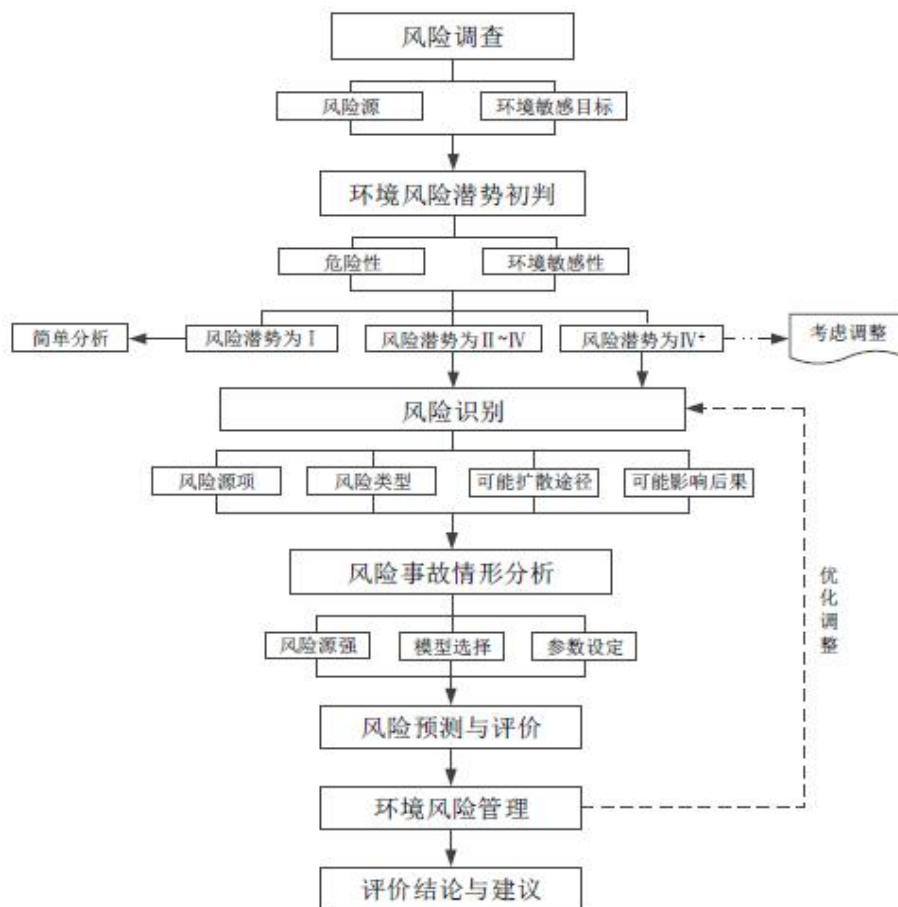 风险调查
风险源
环境敏感目标
环境风险潜势初判
危险性
环境敏感性
简单分析
风险潜势为Ⅰ
风险潜势为Ⅱ~Ⅳ
风险潜势为Ⅳ⁺
考虑调整
风险识别
风险源项
风险类型
可能扩散途径
可能影响后果
风险事故情形分析
风险源强
模型选择
参数设定
优化调整
风险预测与评价
环境风险管理
评价结论与建议